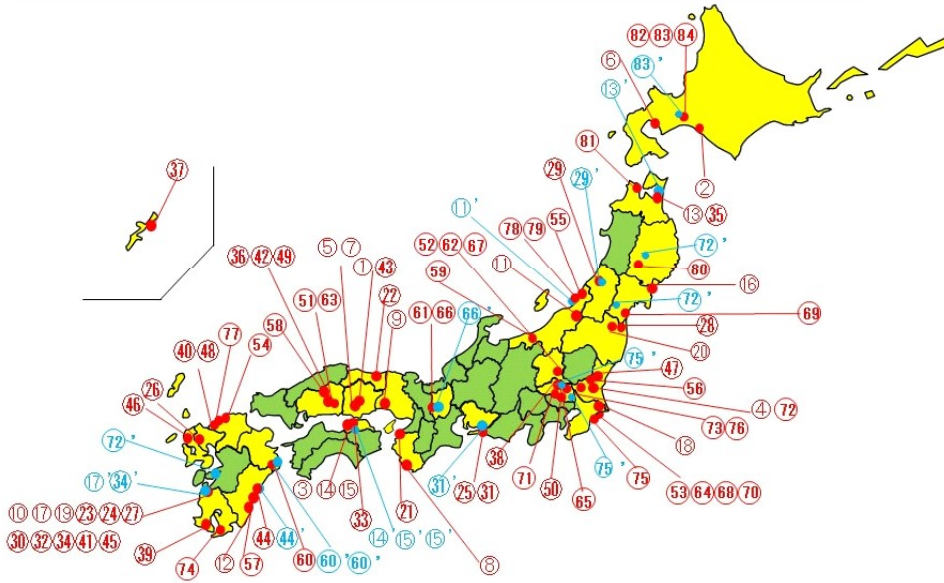 82 83 84
⑥ 83'
13'
37
81
②
29 29'
⑬ 35
⑪'
⑤ ⑦ 52 62 67 78 79 55
72'
36 42 49 ① 43 59 ⑪
80
51 63 22 61 66 66' 72' ⑯
77 58 ⑨ 69
40 48 54 28
⑳
26 75' 47
46 56
④ 72
72' 73 76
38 ⑱
⑰' 34' 71 75'
③ ⑭ ⑮ 31' 50 75
25 31 65 53 64 68 70
⑩ ⑰ ⑲ 23 24 27 33 21
30 32 34 41 45 39 ⑫ 44 44' 60 60' 60' ⑭' ⑮' ⑮'
74 57 ⑧